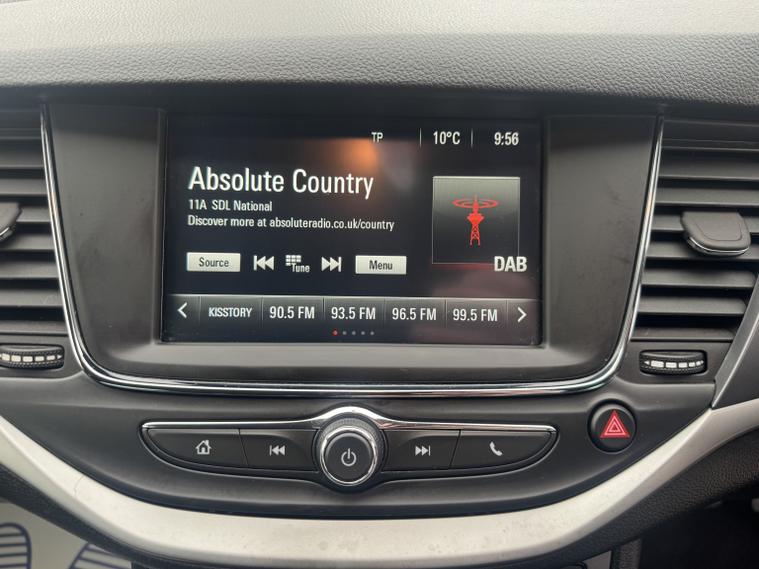 TP 10°C 9:56
Absolute Country
11A SDL National
Discover more at absoluteradio.co.uk/country
DAB
Source Tune Menu
KISSTORY 90.5 FM 93.5 FM 96.5 FM 99.5 FM